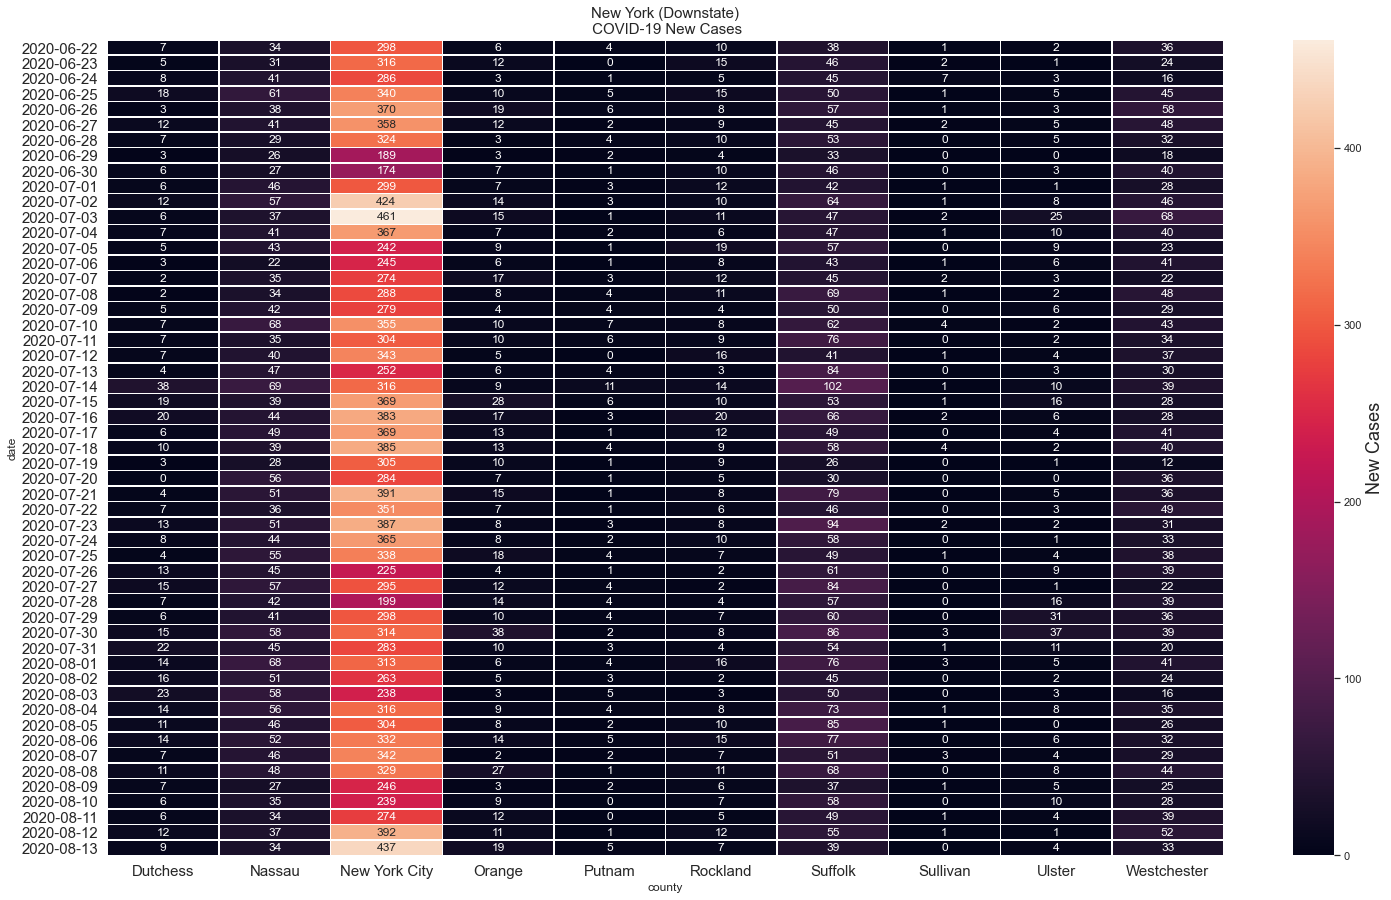 New York (Downstate)
COVID-19 New Cases
2020-06-22 7 34 298 6 4 10 38 1 2 36
2020-06-23 5 31 316 12 0 15 46 2 1 24
2020-06-24 8 41 286 3 1 5 45 7 3 16
2020-06-25 18 61 340 10 5 15 50 1 5 45
2020-06-26 3 38 370 19 6 8 57 1 3 58
2020-06-27 12 41 358 12 2 9 45 2 5 48
2020-06-28 7 29 324 3 4 10 53 0 5 32
2020-06-29 3 26 189 3 2 4 33 0 0 18
2020-06-30 6 27 174 7 1 10 46 0 3 40
2020-07-01 6 46 299 7 3 12 42 1 1 28
2020-07-02 12 57 424 14 3 10 64 1 8 46
2020-07-03 6 37 461 15 1 11 47 2 25 68
2020-07-04 7 41 367 7 2 6 47 1 10 40
2020-07-05 5 43 242 9 1 19 57 0 9 23
2020-07-06 3 22 245 6 1 8 43 1 6 41
2020-07-07 2 35 274 17 3 12 45 2 3 22
2020-07-08 2 34 288 8 4 11 69 1 2 48
2020-07-09 5 42 279 4 4 4 50 0 6 29
2020-07-10 7 68 355 10 7 8 62 4 2 43
2020-07-11 7 35 304 10 6 9 76 0 2 34
2020-07-12 7 40 343 5 0 16 41 1 4 37
2020-07-13 4 47 252 6 4 3 84 0 3 30
2020-07-14 38 69 316 9 11 14 102 1 10 39
2020-07-15 19 39 369 28 6 10 53 1 16 28
2020-07-16 20 44 383 17 3 20 66 2 6 28
2020-07-17 6 49 369 13 1 12 49 0 4 41
2020-07-18 10 39 385 13 4 9 58 4 2 40
2020-07-19 3 28 305 10 1 9 26 0 1 12
2020-07-20 0 56 284 7 1 5 30 0 0 36
2020-07-21 4 51 391 15 1 8 79 0 5 36
2020-07-22 7 36 351 7 1 6 46 0 3 49
2020-07-23 13 51 387 8 3 8 94 2 2 31
2020-07-24 8 44 365 8 2 10 58 0 1 33
2020-07-25 4 55 338 18 4 7 49 1 4 38
2020-07-26 13 45 225 4 1 2 61 0 9 39
2020-07-27 15 57 295 12 4 2 84 0 1 22
2020-07-28 7 42 199 14 4 4 57 0 16 39
2020-07-29 6 41 298 10 4 7 60 0 31 36
2020-07-30 15 58 314 38 2 8 86 3 37 39
2020-07-31 22 45 283 10 3 4 54 1 11 20
2020-08-01 14 68 313 6 4 16 76 3 5 41
2020-08-02 16 51 263 5 3 2 45 0 2 24
2020-08-03 23 58 238 3 5 3 50 0 3 16
2020-08-04 14 56 316 9 4 8 73 1 8 35
2020-08-05 11 46 304 8 2 10 85 1 0 26
2020-08-06 14 52 332 14 5 15 77 0 6 32
2020-08-07 7 46 342 2 2 7 51 3 4 29
2020-08-08 11 48 329 27 1 11 68 0 8 44
2020-08-09 7 27 246 3 2 6 37 1 5 25
2020-08-10 6 35 239 9 0 7 58 0 10 28
2020-08-11 6 34 274 12 0 5 49 1 4 39
2020-08-12 12 37 392 11 1 12 55 1 1 52
2020-08-13 9 34 437 19 5 7 39 0 4 33
Dutchess Nassau New York City Orange Putnam Rockland Suffolk Sullivan Ulster Westchester
county
date
400
300
200
100
0
New Cases